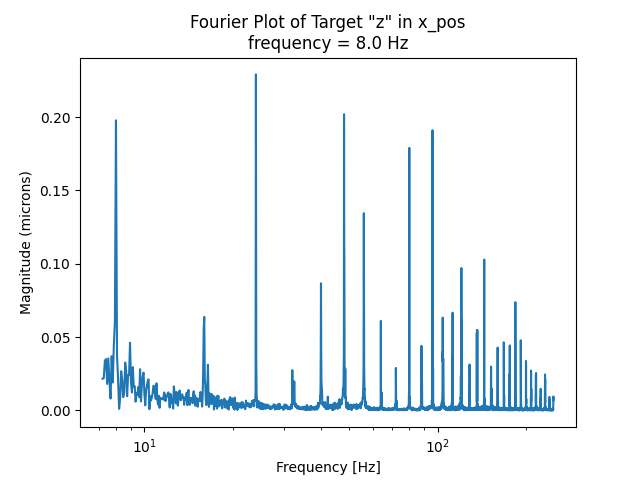 Fourier Plot of Target "z" in x_pos
frequency = 8.0 Hz
0.20
0.15
0.10
0.05
0.00
Magnitude (microns)
10¹
10²
Frequency [Hz]